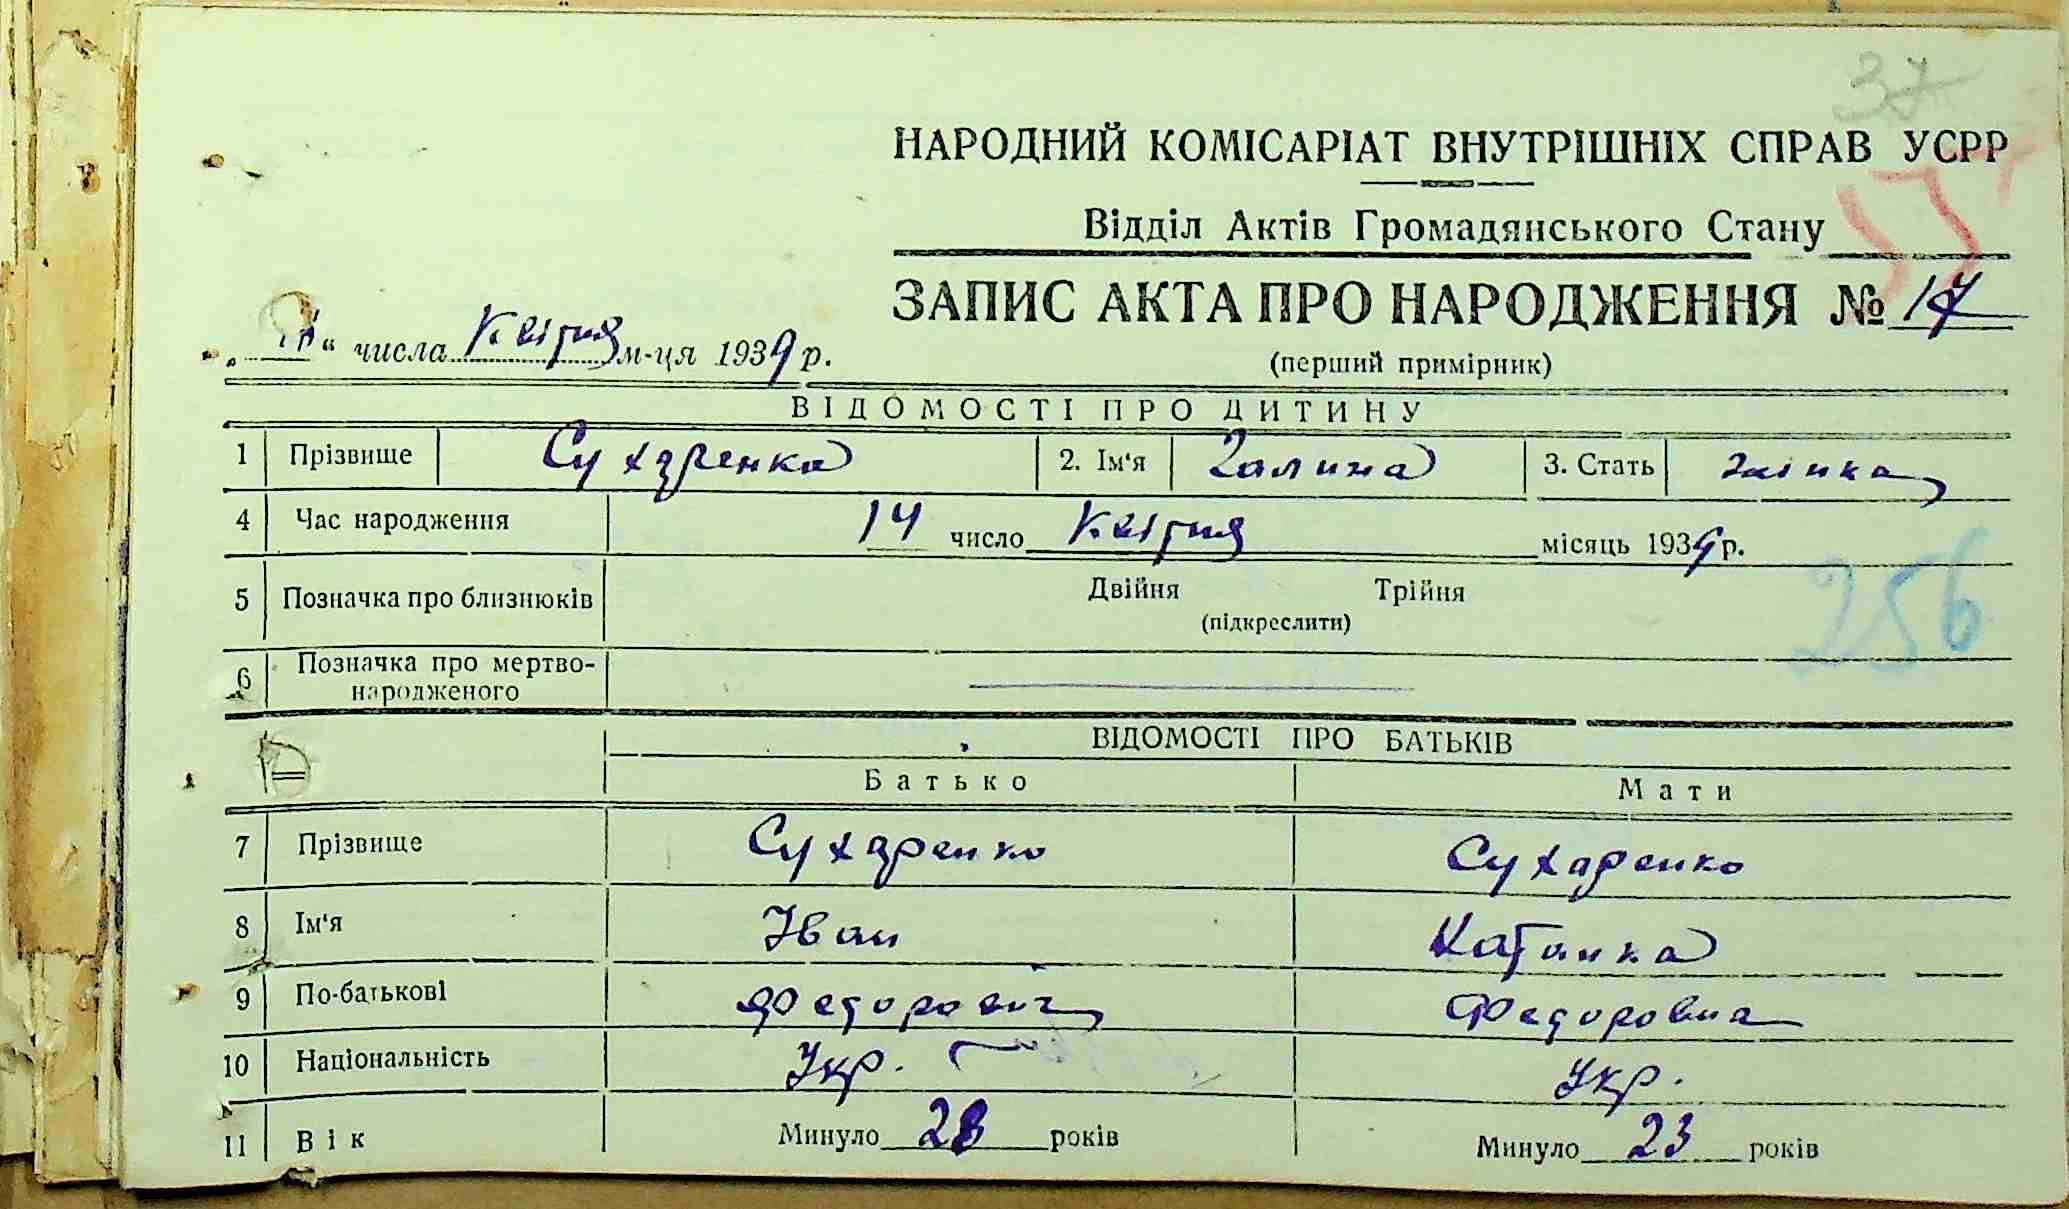 37
НАРОДНИЙ КОМІСАРІАТ ВНУТРІШНІХ СПРАВ УСРР
Відділ Актів Громадянського Стану
ЗАПИС АКТА ПРО НАРОДЖЕННЯ №
„ “ числа Квітня м-ця 1939 р.
(перший примірник)
ВІДОМОСТІ ПРО ДИТИНУ
1 Прізвище Сухаренко 2. Ім'я Галина 3. Стать жінка
4 Час народження 14 число Квітня місяць 1939 р.
256
5 Позначка про близнюків Двійня Трійня
(підкреслити)
6 Позначка про мертво-
народженого
ВІДОМОСТІ ПРО БАТЬКІВ
Батько Мати
7 Прізвище Сухаренко Сухаренко
8 Ім'я Іван
9 По-батькові Федоровіч Федоровна
10 Національність Укр. Укр.
11 Вік Минуло 28 років Минуло 23 років